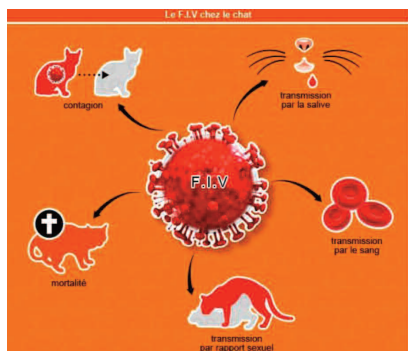 Le F.I.V chez le chat
contagion
transmission
par la salive
F.I.V
transmission
par le sang
mortalité
transmission
par rapport sexuel